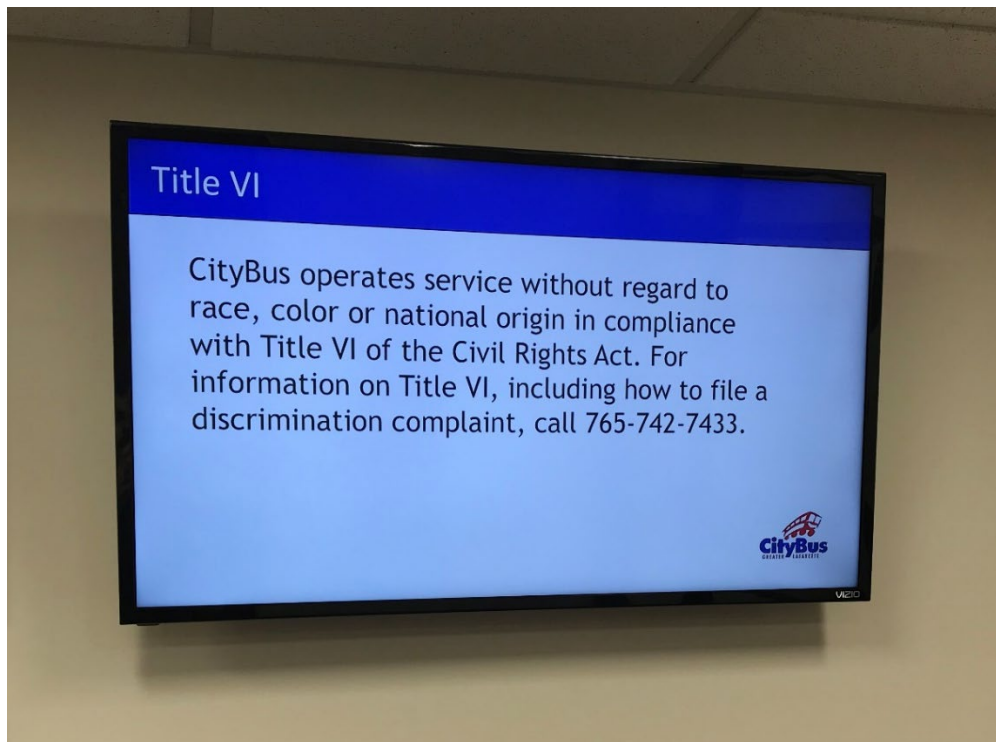 Title VI
CityBus operates service without regard to
race, color or national origin in compliance
with Title VI of the Civil Rights Act. For
information on Title VI, including how to file a
discrimination complaint, call 765-742-7433.
CityBus
GREATER LAFAYETTE
VIZIO